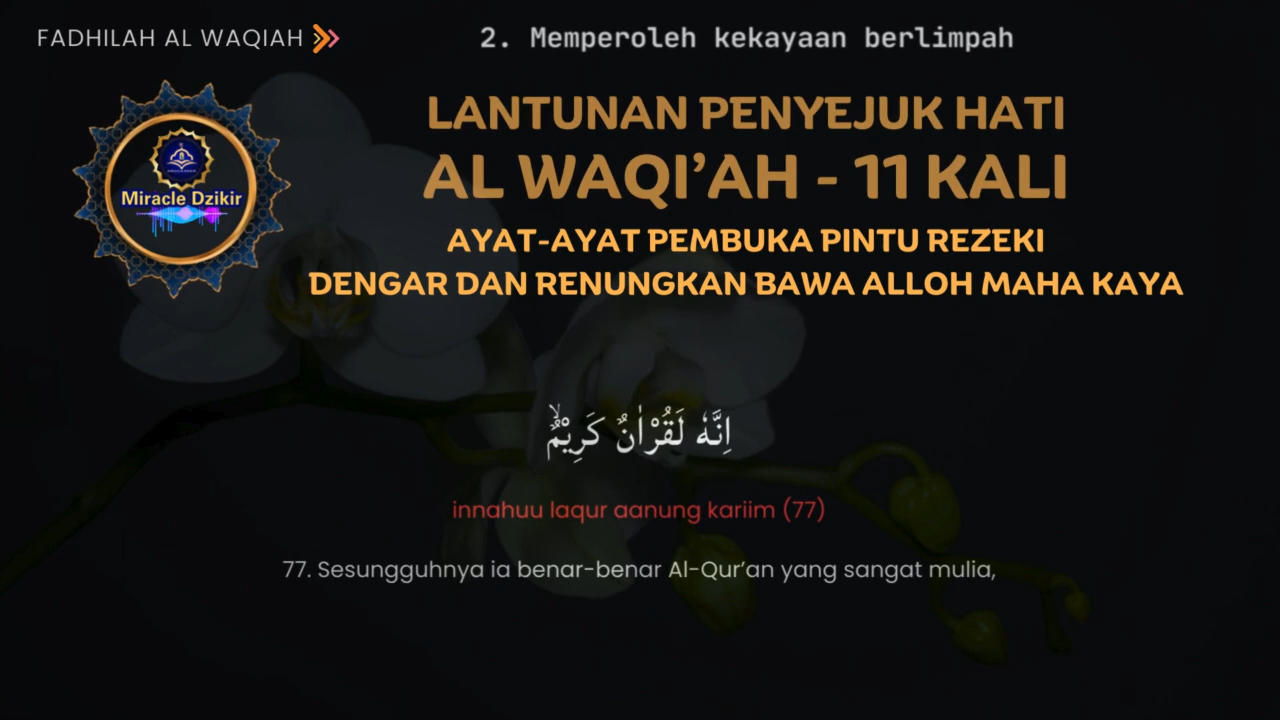 FADHILAH AL WAQIAH
2. Memperoleh kekayaan berlimpah
LANTUNAN PENYEJUK HATI
AL WAQI’AH - 11 KALI
AYAT-AYAT PEMBUKA PINTU REZEKI
DENGAR DAN RENUNGKAN BAWA ALLOH MAHA KAYA
Miracle Dzikir
اِنَّهٗ لَقُرْاٰنٌ كَرِيْمٌۙ
innahuu laqur aanung kariim (77)
77. Sesungguhnya ia benar-benar Al-Qur’an yang sangat mulia,